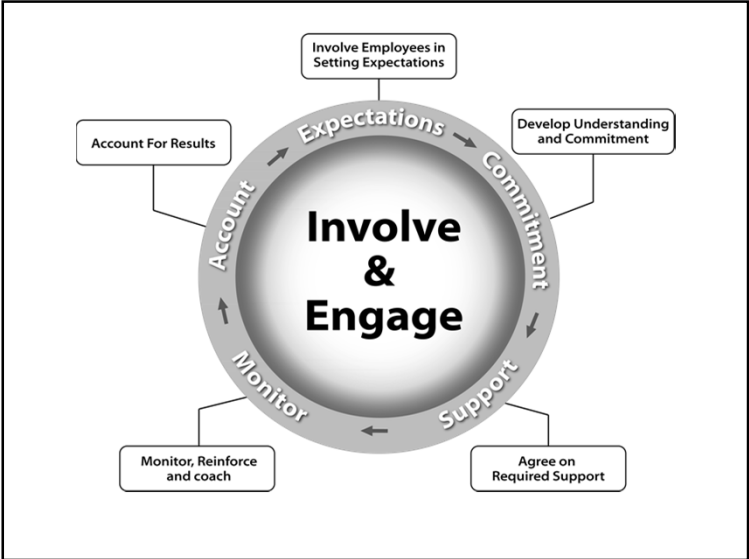 Involve Employees in
Setting Expectations
Expectations
Develop Understanding
and Commitment
Commitment
Account For Results
Account
Involve
&
Engage
Support
Agree on
Required Support
Monitor
Monitor, Reinforce
and coach